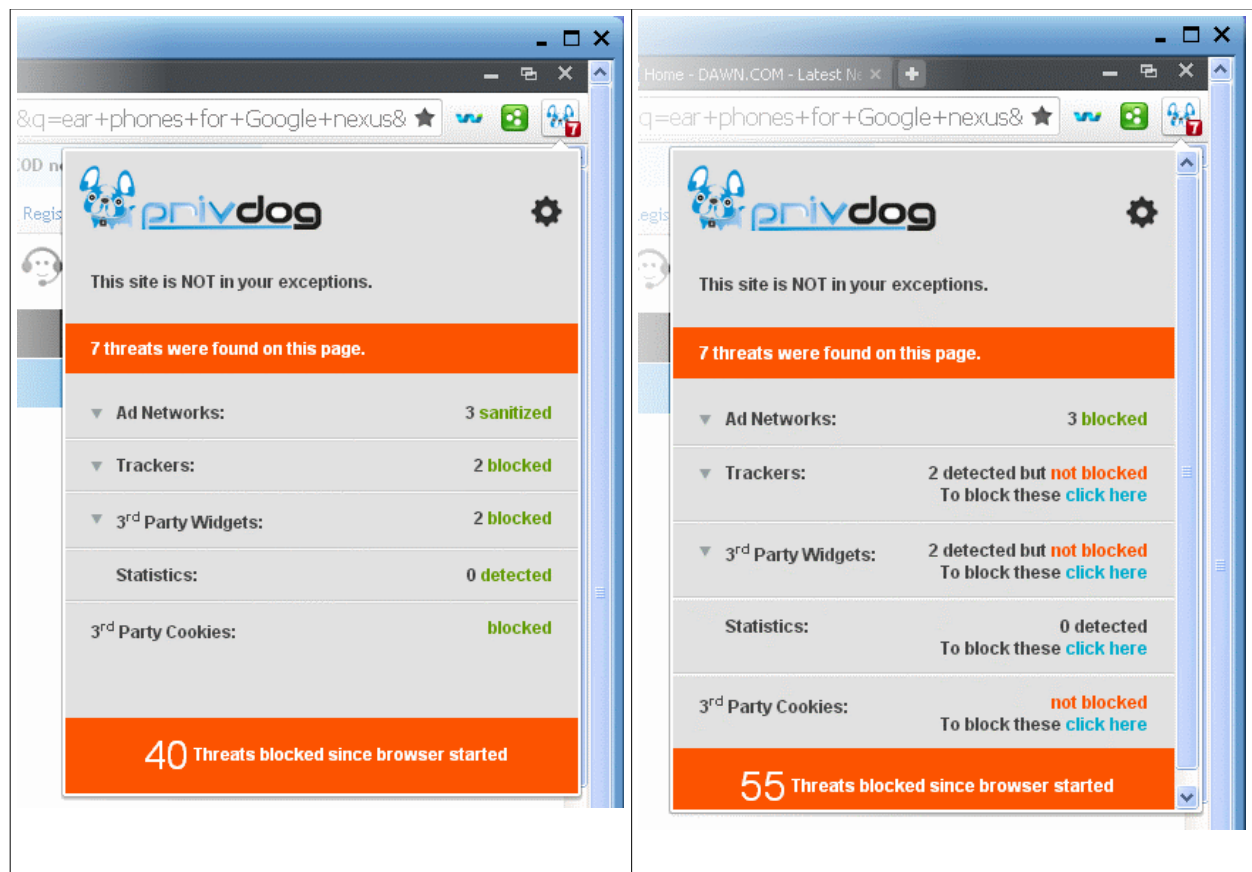 &q=ear+phones+for+Google+nexus&
7
Regis
privdog
This site is NOT in your exceptions.
7 threats were found on this page.
Ad Networks: 3 sanitized
Trackers: 2 blocked
3rd Party Widgets: 2 blocked
Statistics: 0 detected
3rd Party Cookies: blocked
40 Threats blocked since browser started
Home - DAWN.COM - Latest Ne
q=ear+phones+for+Google+nexus&
7
egis
privdog
This site is NOT in your exceptions.
7 threats were found on this page.
Ad Networks: 3 blocked
Trackers: 2 detected but not blocked
To block these click here
3rd Party Widgets: 2 detected but not blocked
To block these click here
Statistics: 0 detected
To block these click here
3rd Party Cookies: not blocked
To block these click here
55 Threats blocked since browser started